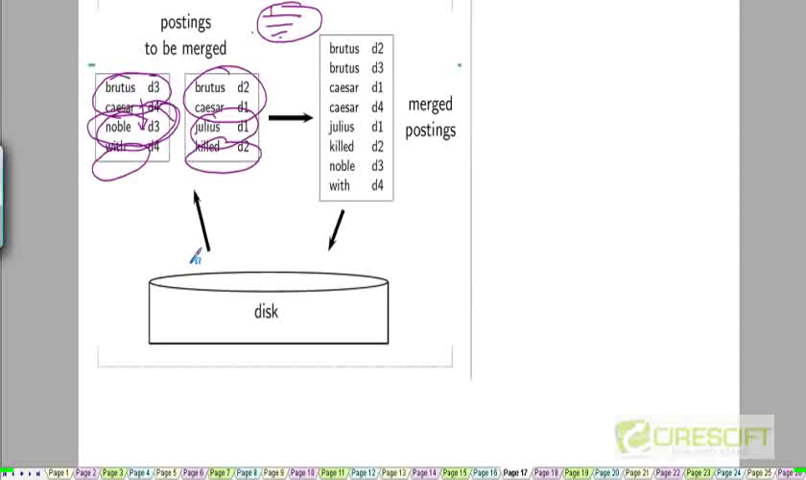 postings
to be merged
brutus d3
caesar d4
noble d3
with d4
brutus d2
caesar d1
julius d1
killed d2
brutus d2
brutus d3
caesar d1
caesar d4
julius d1
killed d2
noble d3
with d4
merged
postings
disk
Page 1 Page 2 Page 3 Page 4 Page 5 Page 6 Page 7 Page 8 Page 9 Page 10 Page 11 Page 12 Page 13 Page 14 Page 15 Page 16 Page 17 Page 18 Page 19 Page 20 Page 21 Page 22 Page 23 Page 24 Page 25 Page